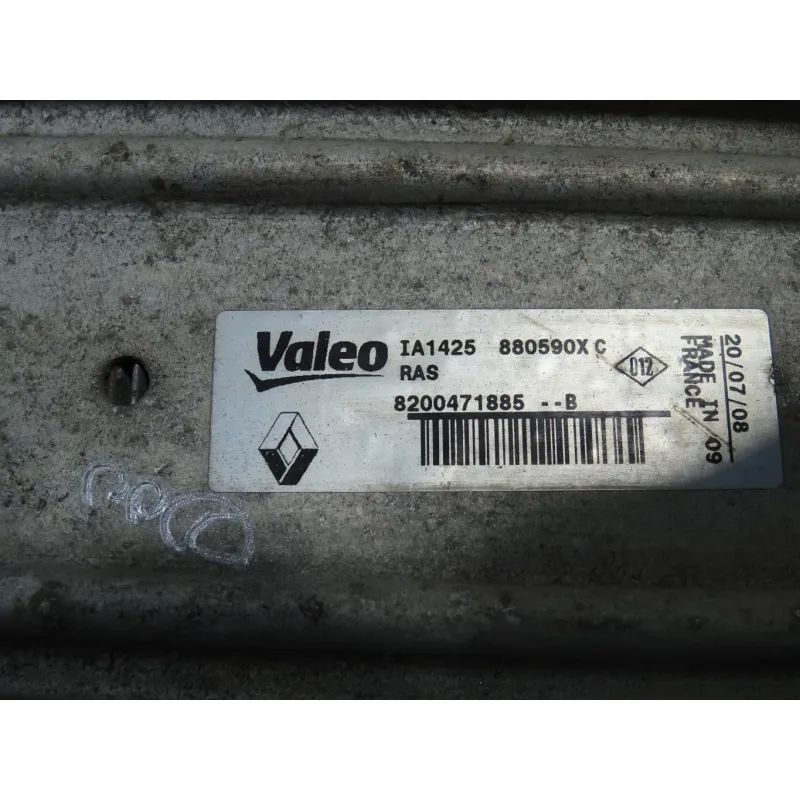 Valeo IA1425 880590X C
RAS
8200471885 --B
012
20/07/08
MADE IN 09
FRANCE